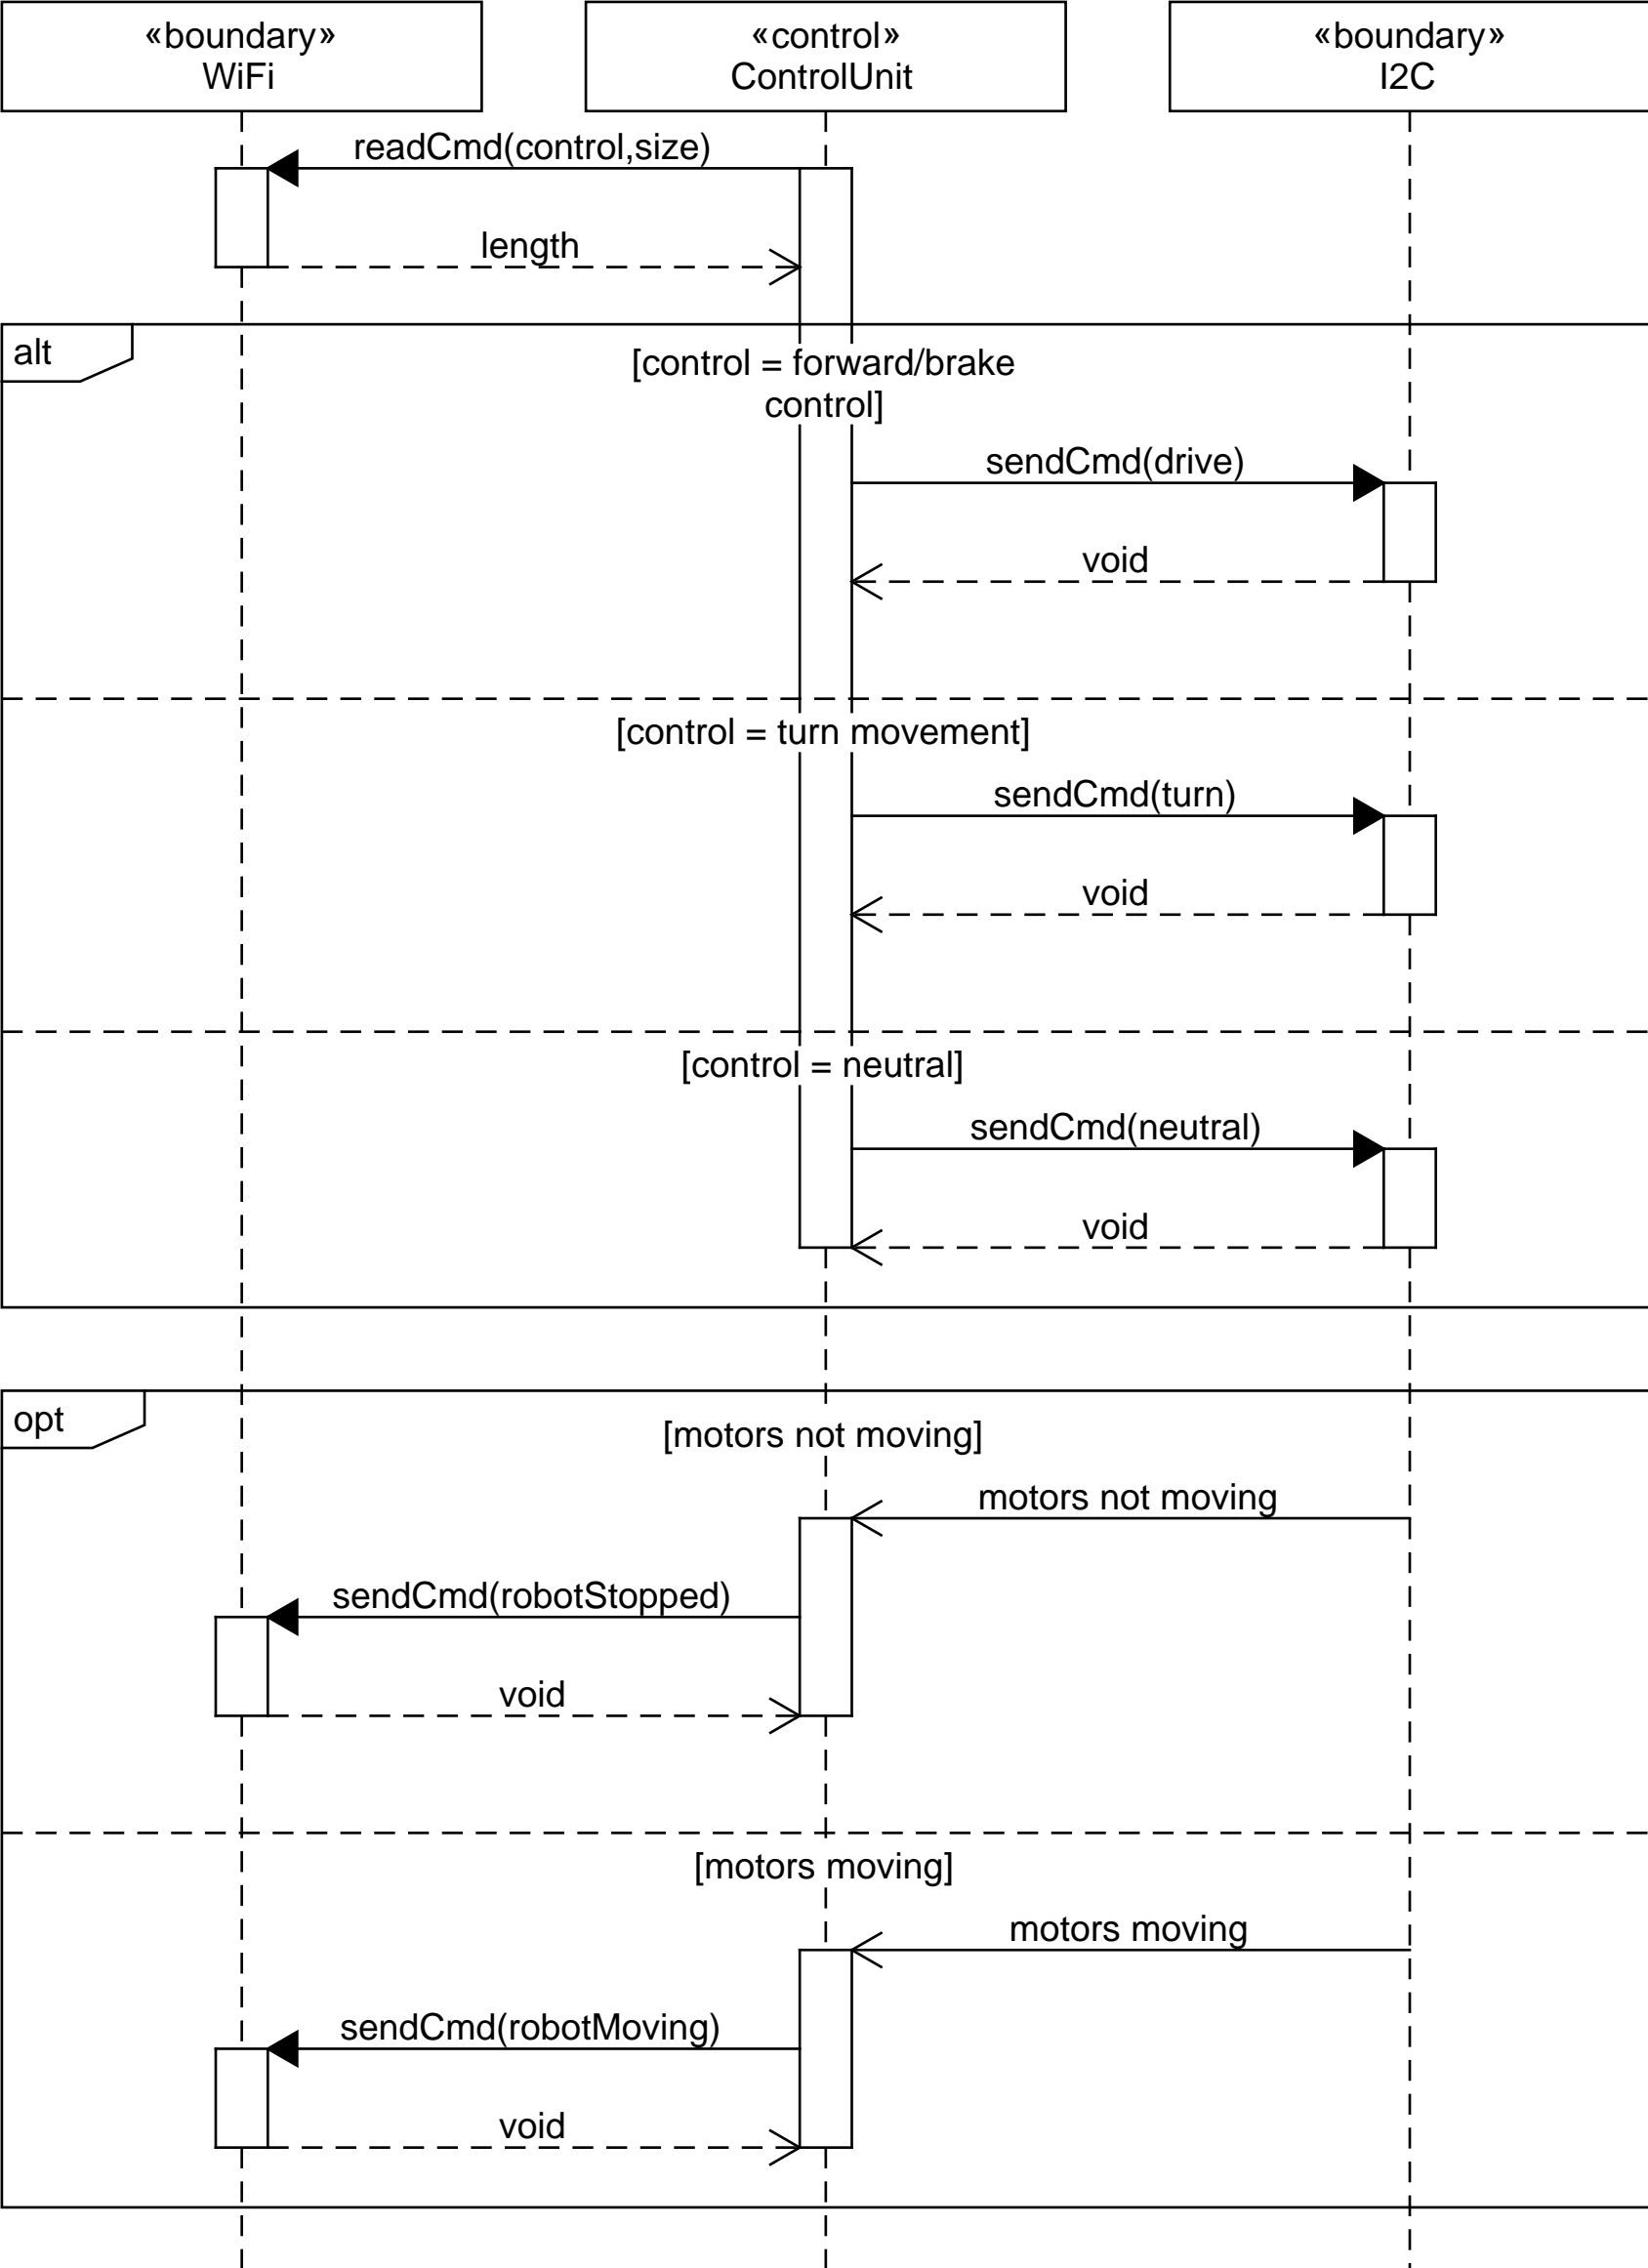 «boundary»
WiFi
«control»
ControlUnit
«boundary»
I2C
readCmd(control,size)
length
alt
[control = forward/brake
control]
sendCmd(drive)
void
[control = turn movement]
sendCmd(turn)
void
[control = neutral]
sendCmd(neutral)
void
opt
[motors not moving]
motors not moving
sendCmd(robotStopped)
void
[motors moving]
motors moving
sendCmd(robotMoving)
void